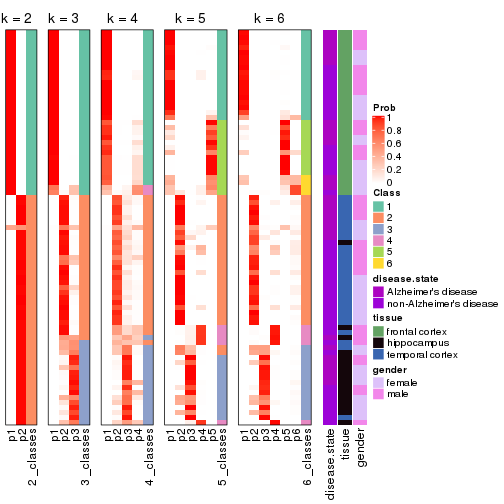 k = 2 k = 3 k = 4 k = 5 k = 6
Prob
1
0.8
0.6
0.4
0.2
0
Class
1
2
3
4
5
6
disease.state
Alzheimer's disease
non-Alzheimer's disease
tissue
frontal cortex
hippocampus
temporal cortex
gender
female
male
p1 p2 2_classes p1 p2 p3 3_classes p1 p2 p3 p4 4_classes p1 p2 p3 p4 p5 5_classes p1 p2 p3 p4 p5 p6 6_classes disease.state tissue gender